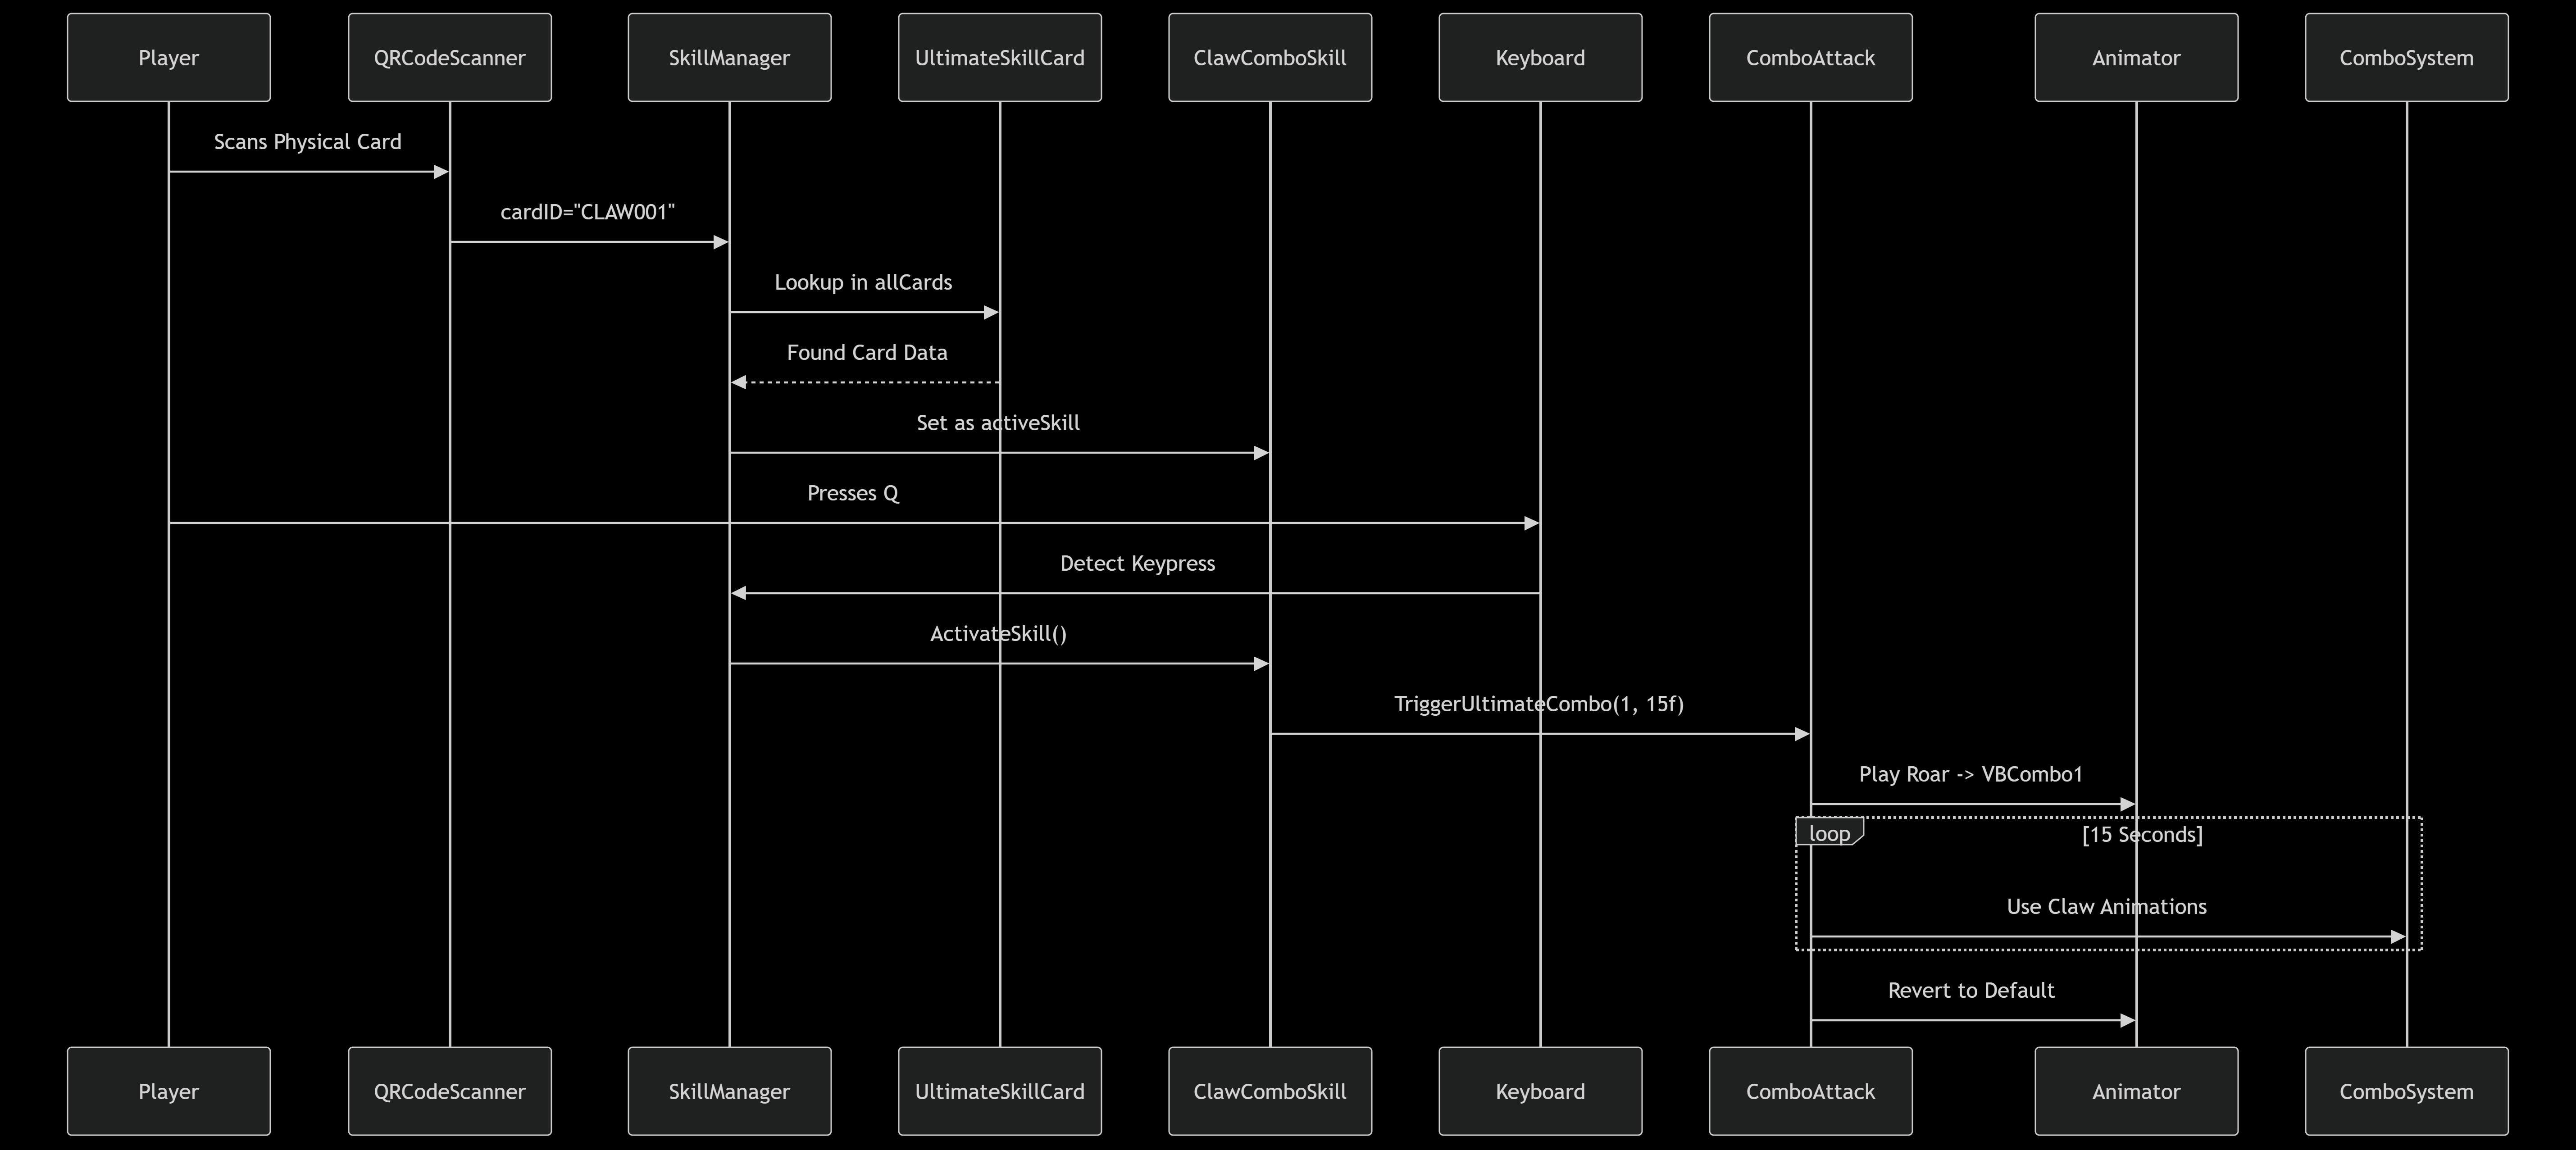 Player
QRCodeScanner
SkillManager
UltimateSkillCard
ClawComboSkill
Keyboard
ComboAttack
Animator
ComboSystem
Scans Physical Card
cardID="CLAW001"
Lookup in allCards
Found Card Data
Set as activeSkill
Presses Q
Detect Keypress
ActivateSkill()
TriggerUltimateCombo(1, 15f)
Play Roar -> VBCombo1
loop
[15 Seconds]
Use Claw Animations
Revert to Default
Player
QRCodeScanner
SkillManager
UltimateSkillCard
ClawComboSkill
Keyboard
ComboAttack
Animator
ComboSystem